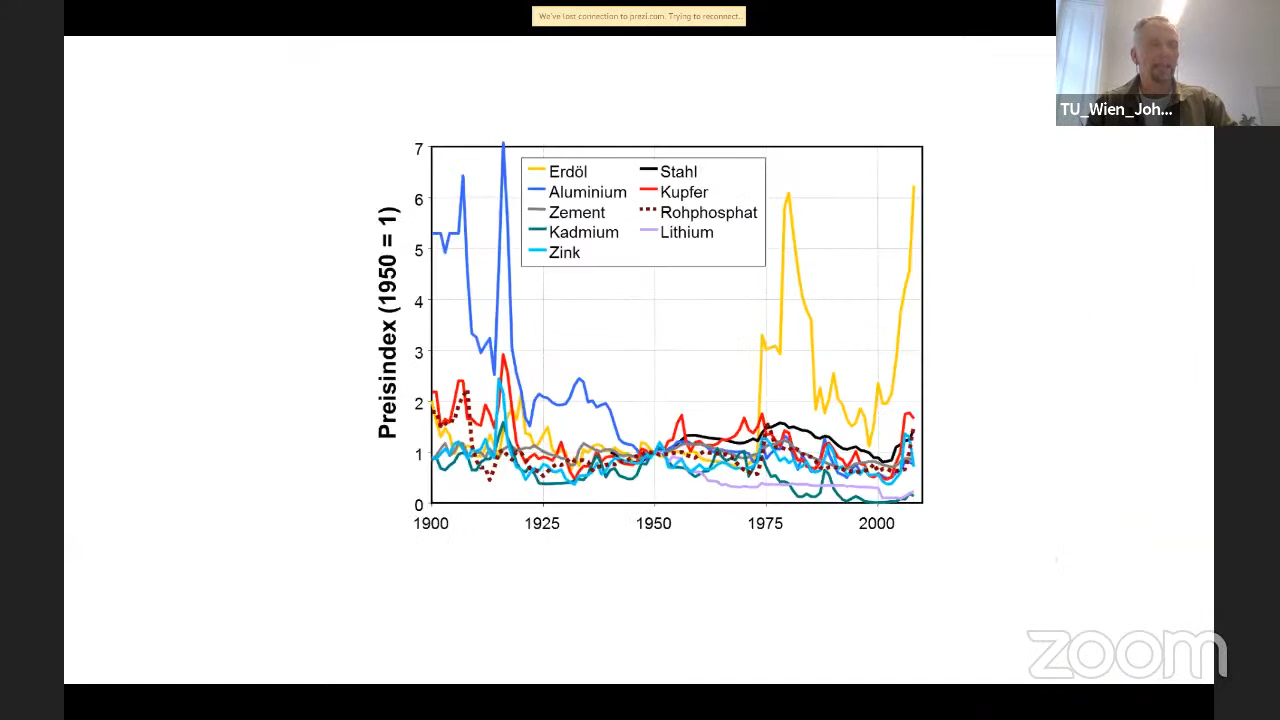 We've lost connection to prezi.com. Trying to reconnect...
TU_Wien_Joh...
Preisindex (1950 = 1)
7
6
5
4
3
2
1
0
1900
1925
1950
1975
2000
Erdöl
Aluminium
Zement
Kadmium
Zink
Stahl
Kupfer
Rohphosphat
Lithium
zoom